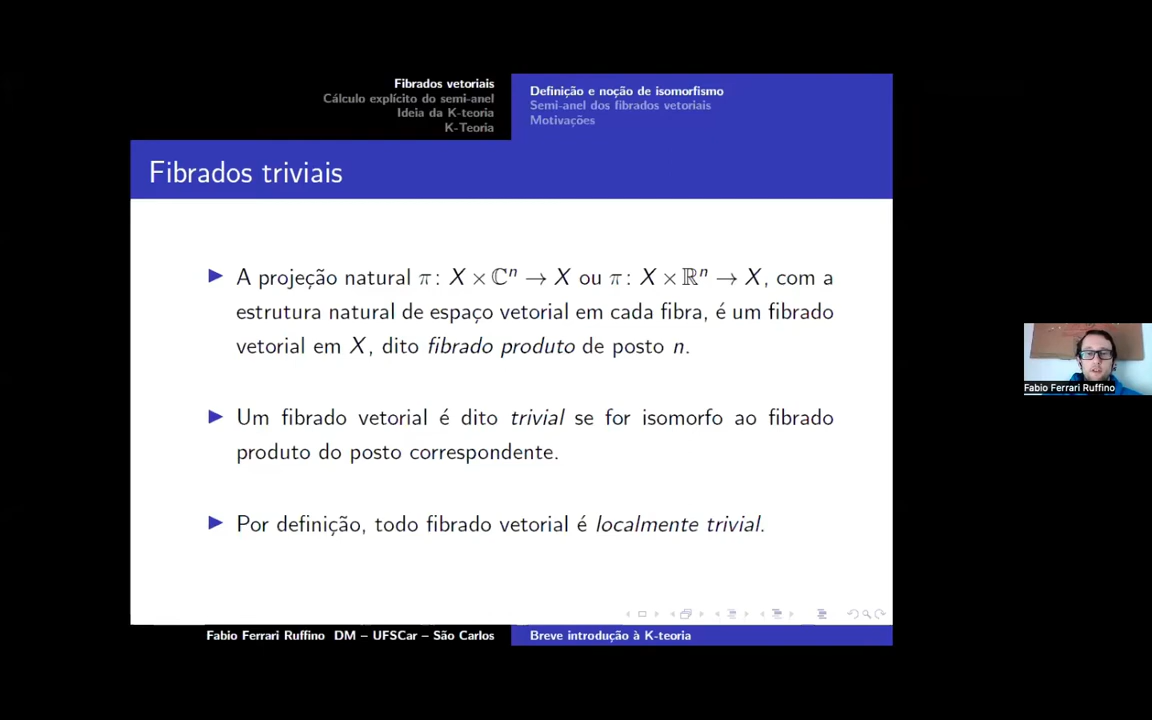 Fibrados vetoriais
Cálculo explícito do semi-anel
Ideia da K-teoria
K-Teoria
Definição e noção de isomorfismo
Semi-anel dos fibrados vetoriais
Motivações
Fibrados triviais
A projeção natural π: X × ℂⁿ → X ou π: X × ℝⁿ → X, com a
estrutura natural de espaço vetorial em cada fibra, é um fibrado
vetorial em X, dito fibrado produto de posto n.
Um fibrado vetorial é dito trivial se for isomorfo ao fibrado
produto do posto correspondente.
Por definição, todo fibrado vetorial é localmente trivial.
Fabio Ferrari Ruffino
Fabio Ferrari Ruffino DM – UFSCar – São Carlos
Breve introdução à K-teoria